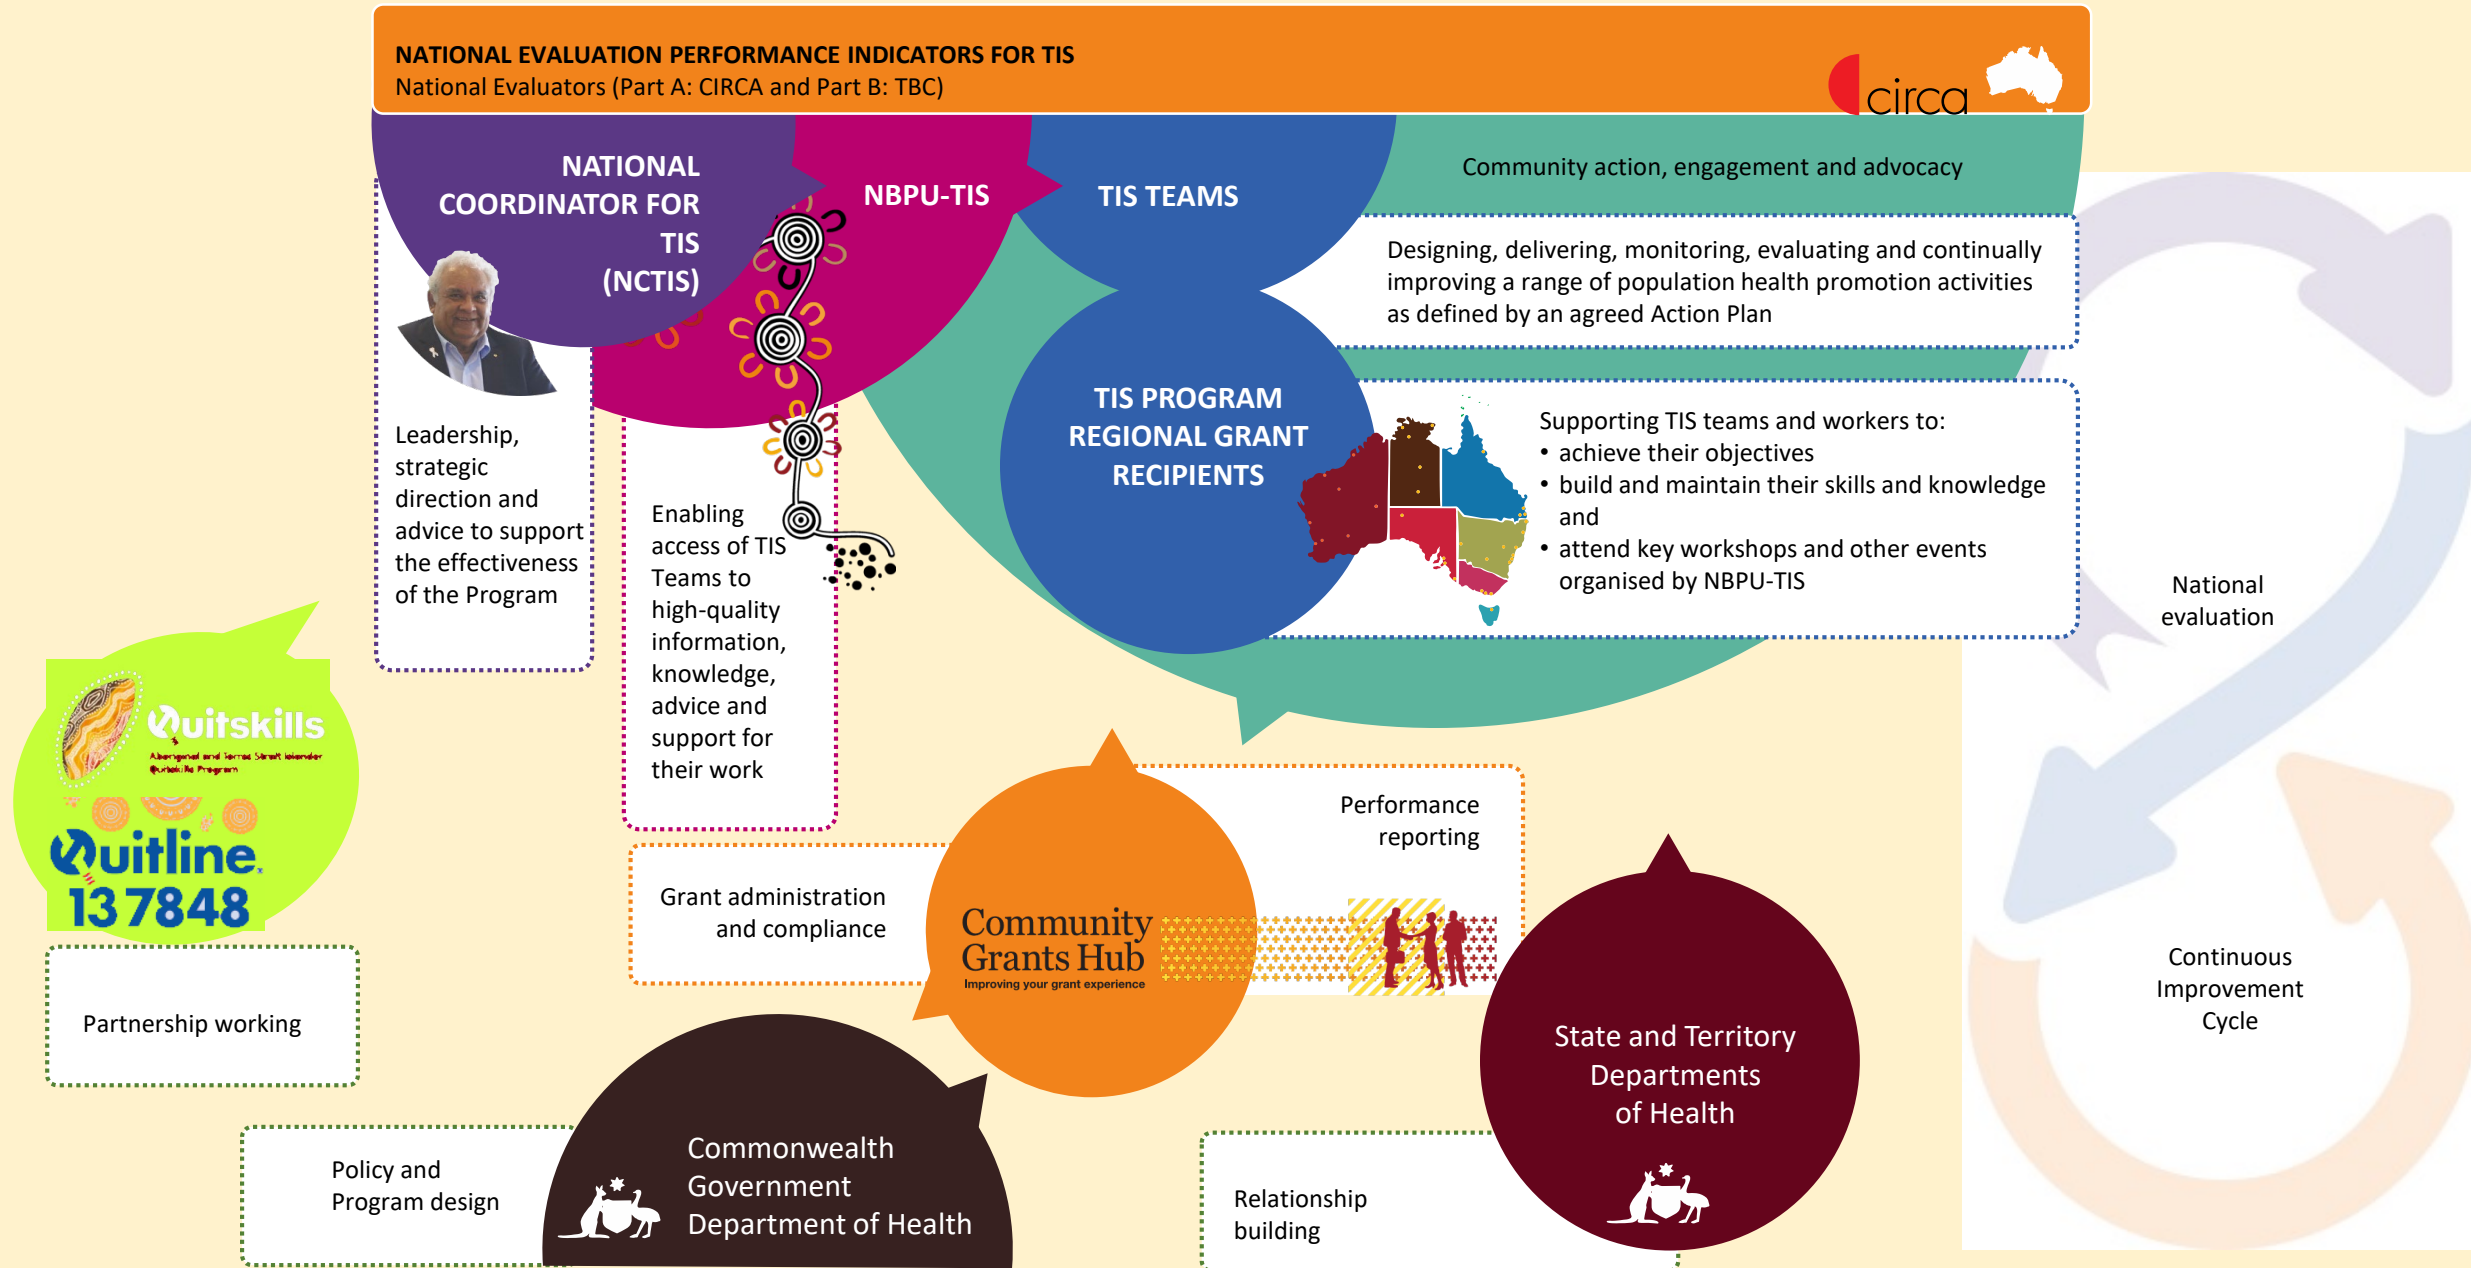 NATIONAL EVALUATION PERFORMANCE INDICATORS FOR TIS
National Evaluators (Part A: CIRCA and Part B: TBC)
circa
NATIONAL
COORDINATOR FOR
TIS
(NCTIS)
NBPU-TIS
TIS TEAMS
Community action, engagement and advocacy
Designing, delivering, monitoring, evaluating and continually
improving a range of population health promotion activities
as defined by an agreed Action Plan
TIS PROGRAM
REGIONAL GRANT
RECIPIENTS
Supporting TIS teams and workers to:
• achieve their objectives
• build and maintain their skills and knowledge
and
• attend key workshops and other events
organised by NBPU-TIS
Leadership,
strategic
direction and
advice to support
the effectiveness
of the Program
Enabling
access of TIS
Teams to
high-quality
information,
knowledge,
advice and
support for
their work
National
evaluation
Quitskills
Aboriginal and Torres Strait Islander
Quitskills Program
Quitline
13 7848
Partnership working
Performance
reporting
Grant administration
and compliance
Community
Grants Hub
Improving your grant experience
Continuous
Improvement
Cycle
State and Territory
Departments
of Health
Policy and
Program design
Commonwealth
Government
Department of Health
Relationship
building